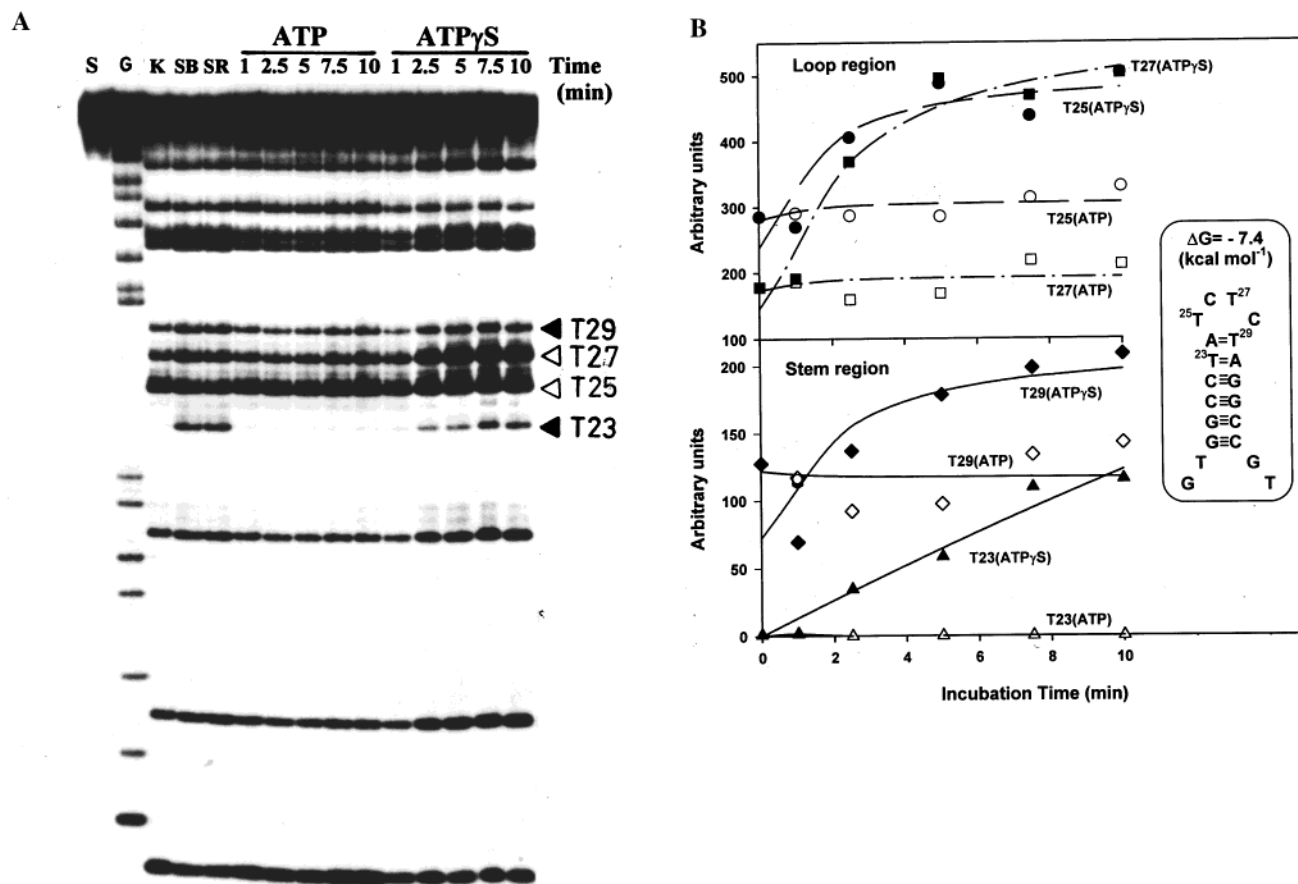 A
ATP ATPγS
S G K SB SR 1 2.5 5 7.5 10 1 2.5 5 7.5 10 Time
(min)
T29
T27
T25
T23
B
Loop region
Arbitrary units
500
400
300
200
100
T27(ATPγS)
T25(ATPγS)
T25(ATP)
T27(ATP)
Stem region
Arbitrary units
200
150
100
50
0
T29(ATPγS)
T29(ATP)
T23(ATPγS)
T23(ATP)
0 2 4 6 8 10
Incubation Time (min)
ΔG= - 7.4
(kcal mol⁻¹)
C T²⁷
²⁵T C
A=T²⁹
²³T=A
C≡G
C≡G
G≡C
G≡C
T G
G T